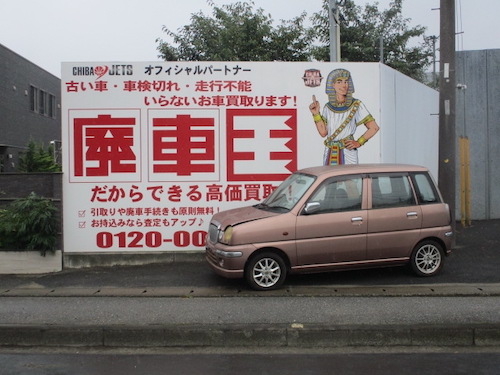 CHIBA JETS オフィシャルパートナー
古い車・車検切れ・走行不能
いらないお車買取ります!
廃車王
だからできる高価買取
引取りや廃車手続きも原則無料!
お持込みなら査定もアップ♪
0120-00